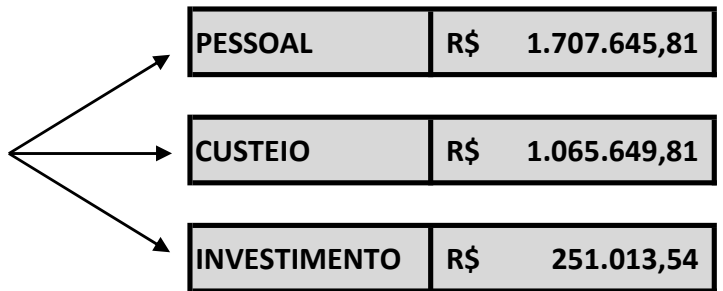 PESSOAL R$ 1.707.645,81
CUSTEIO R$ 1.065.649,81
INVESTIMENTO R$ 251.013,54